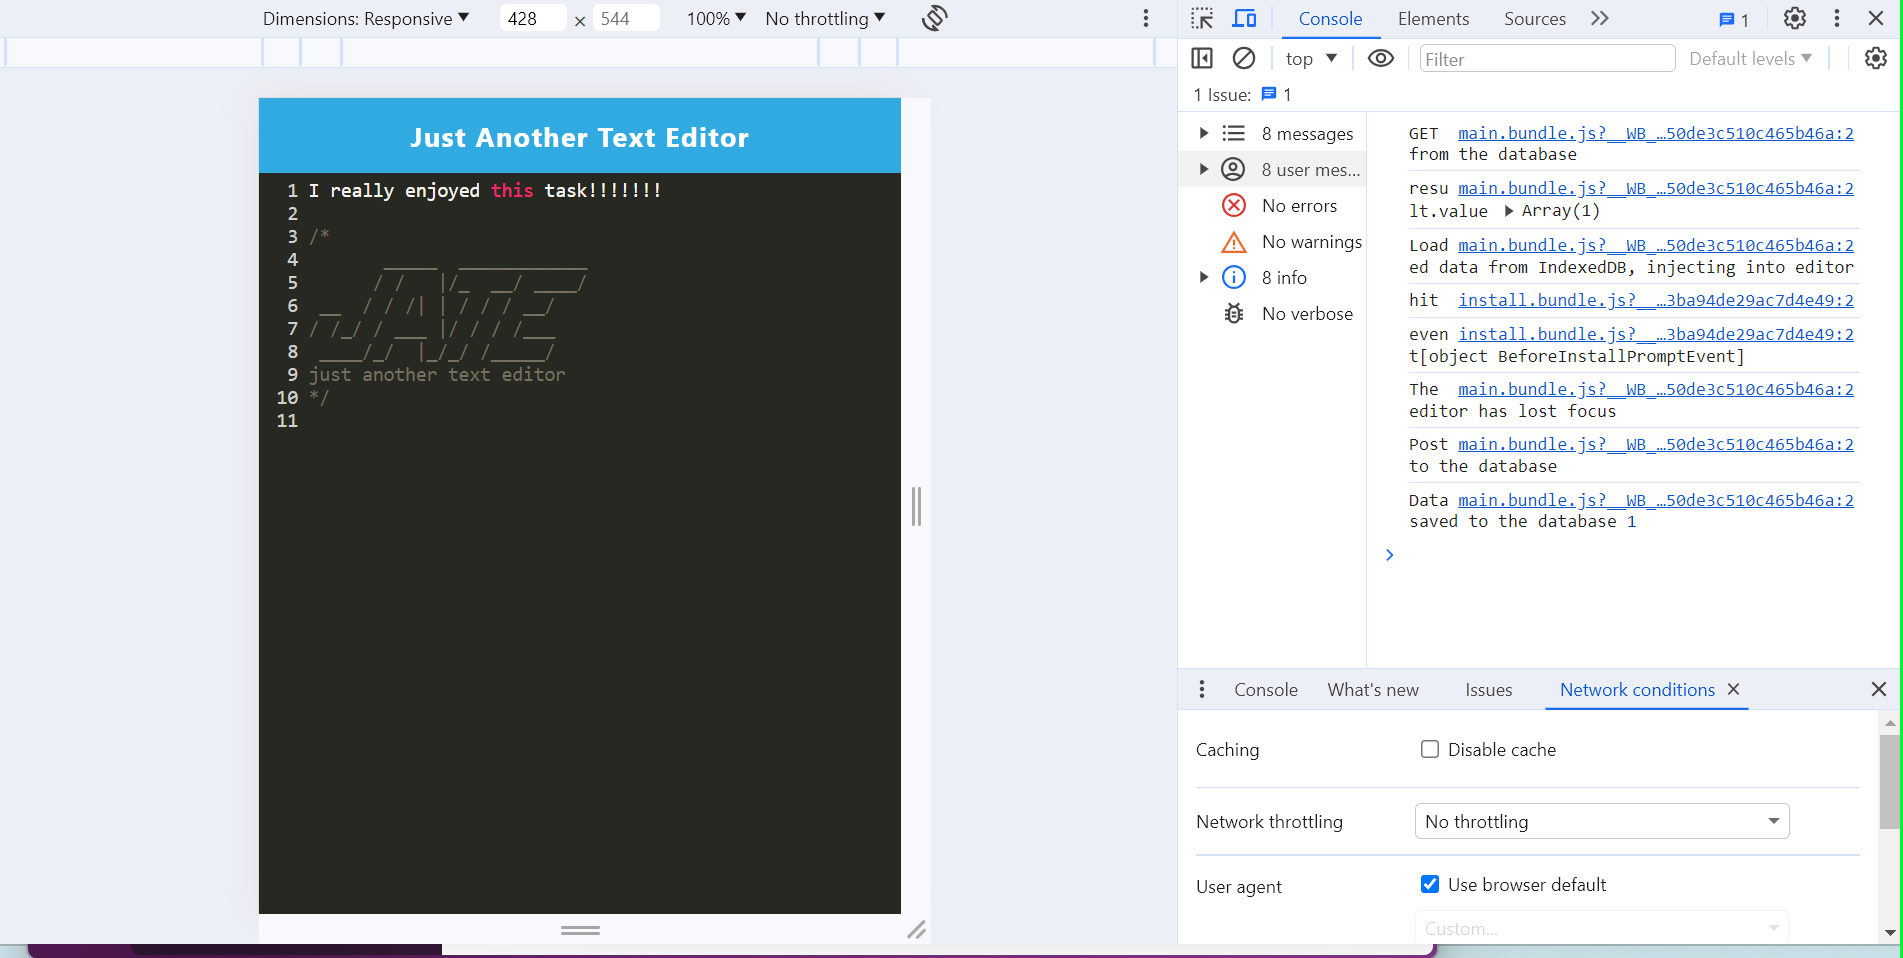 Dimensions: Responsive ▼ 428 × 544 100% ▼ No throttling ▼
Console Elements Sources 1
top ▼ Filter Default levels ▼
1 Issue: 1
Just Another Text Editor
1 I really enjoyed this task!!!!!!!
2
3 /*
4        _____  ____________
5       / /   |/_  __/ ____/
6  __  / / /| | / / / __/
7 / /_/ / ___ |/ / / /___
8  ____/_/  |_/_/ /_____/
9 just another text editor
10 */
11
8 messages
8 user mes...
No errors
No warnings
8 info
No verbose
GET main.bundle.js?__WB_…50de3c510c465b46a:2
from the database
resu main.bundle.js?__WB_…50de3c510c465b46a:2
lt.value ▶ Array(1)
Load main.bundle.js?__WB_…50de3c510c465b46a:2
ed data from IndexedDB, injecting into editor
hit install.bundle.js?__…3ba94de29ac7d4e49:2
even install.bundle.js?__…3ba94de29ac7d4e49:2
t[object BeforeInstallPromptEvent]
The main.bundle.js?__WB_…50de3c510c465b46a:2
editor has lost focus
Post main.bundle.js?__WB_…50de3c510c465b46a:2
to the database
Data main.bundle.js?__WB_…50de3c510c465b46a:2
saved to the database 1
Console What's new Issues Network conditions
Caching Disable cache
Network throttling No throttling
User agent Use browser default
Custom...